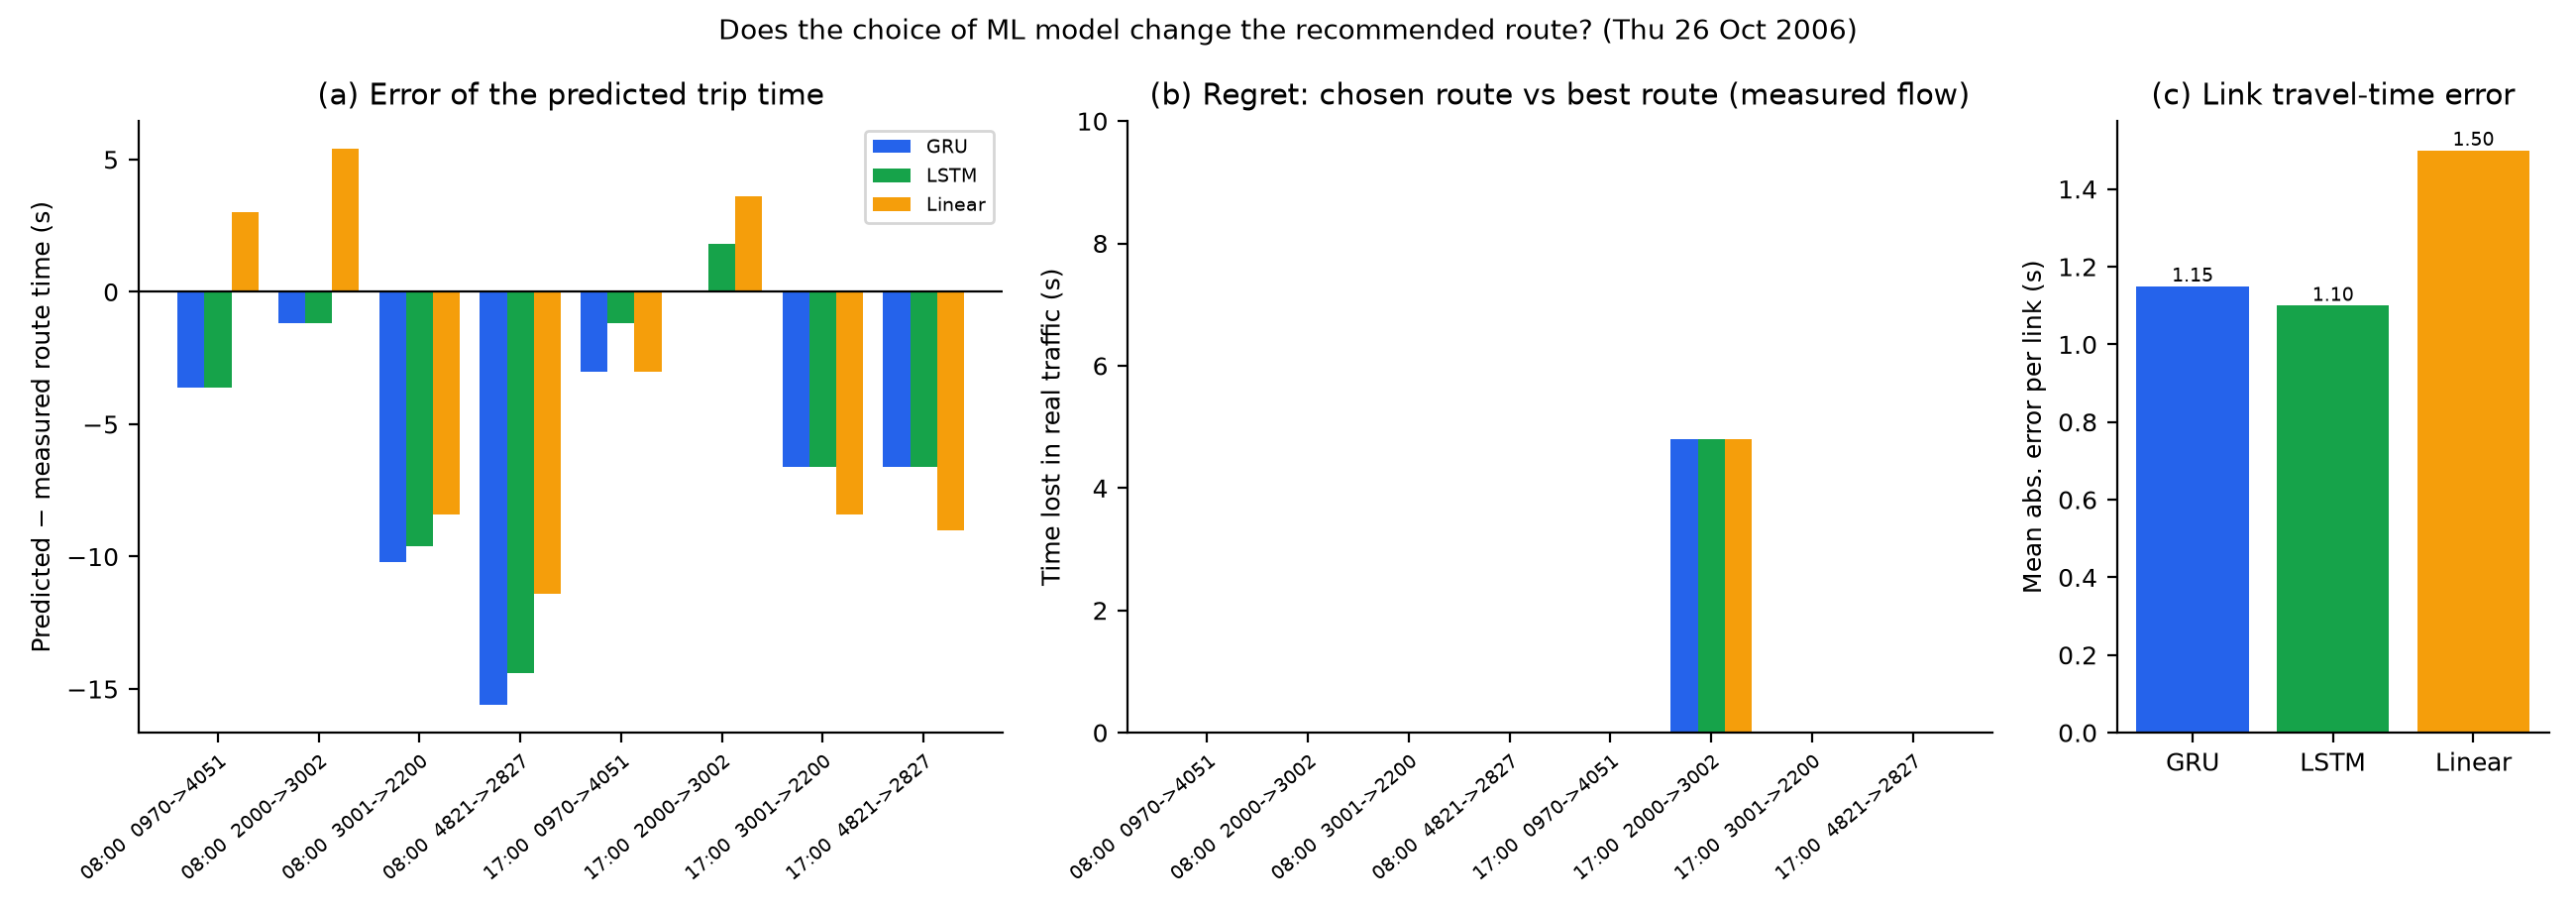 Does the choice of ML model change the recommended route? (Thu 26 Oct 2006)
(a) Error of the predicted trip time
Predicted − measured route time (s)
5
0
−5
−10
−15
GRU
LSTM
Linear
08:00 0970->4051
08:00 2000->3002
08:00 3001->2200
08:00 4821->2827
17:00 0970->4051
17:00 2000->3002
17:00 3001->2200
17:00 4821->2827
(b) Regret: chosen route vs best route (measured flow)
Time lost in real traffic (s)
10
8
6
4
2
0
08:00 0970->4051
08:00 2000->3002
08:00 3001->2200
08:00 4821->2827
17:00 0970->4051
17:00 2000->3002
17:00 3001->2200
17:00 4821->2827
(c) Link travel-time error
Mean abs. error per link (s)
1.4
1.2
1.0
0.8
0.6
0.4
0.2
0.0
1.15
1.10
1.50
GRU
LSTM
Linear